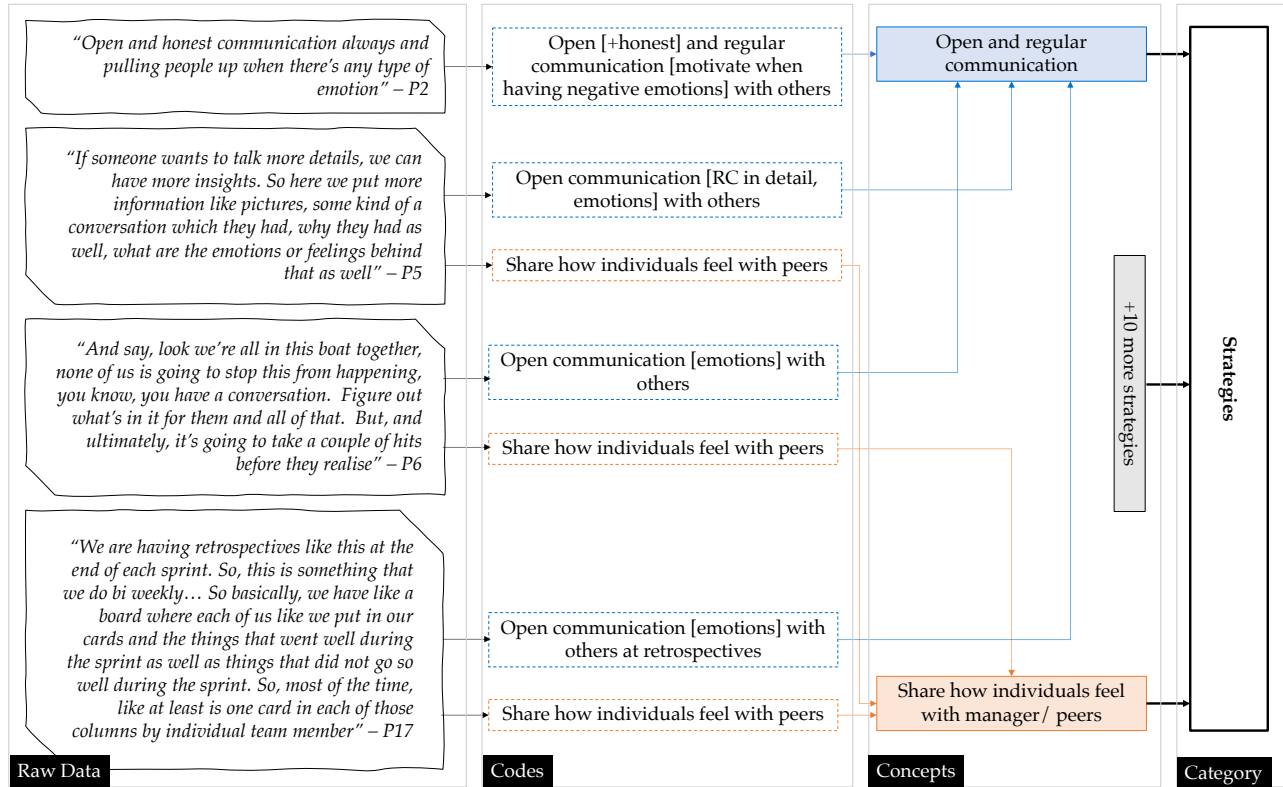 “Open and honest communication always and
pulling people up when there’s any type of
emotion” – P2
“If someone wants to talk more details, we can
have more insights. So here we put more
information like pictures, some kind of a
conversation which they had, why they had as
well, what are the emotions or feelings behind
that as well” – P5
“And say, look we’re all in this boat together,
none of us is going to stop this from happening,
you know, you have a conversation. Figure out
what’s in it for them and all of that. But, and
ultimately, it’s going to take a couple of hits
before they realise” – P6
“We are having retrospectives like this at the
end of each sprint. So, this is something that
we do bi weekly… So basically, we have like a
board where each of us like we put in our
cards and the things that went well during
the sprint as well as things that did not go so
well during the sprint. So, most of the time,
like at least is one card in each of those
columns by individual team member” – P17
Raw Data
Open [+honest] and regular
communication [motivate when
having negative emotions] with others
Open communication [RC in detail,
emotions] with others
Share how individuals feel with peers
Open communication [emotions] with
others
Share how individuals feel with peers
Open communication [emotions] with
others at retrospectives
Share how individuals feel with peers
Codes
Open and regular
communication
+10 more strategies
Share how individuals feel
with manager/ peers
Concepts
Strategies
Category